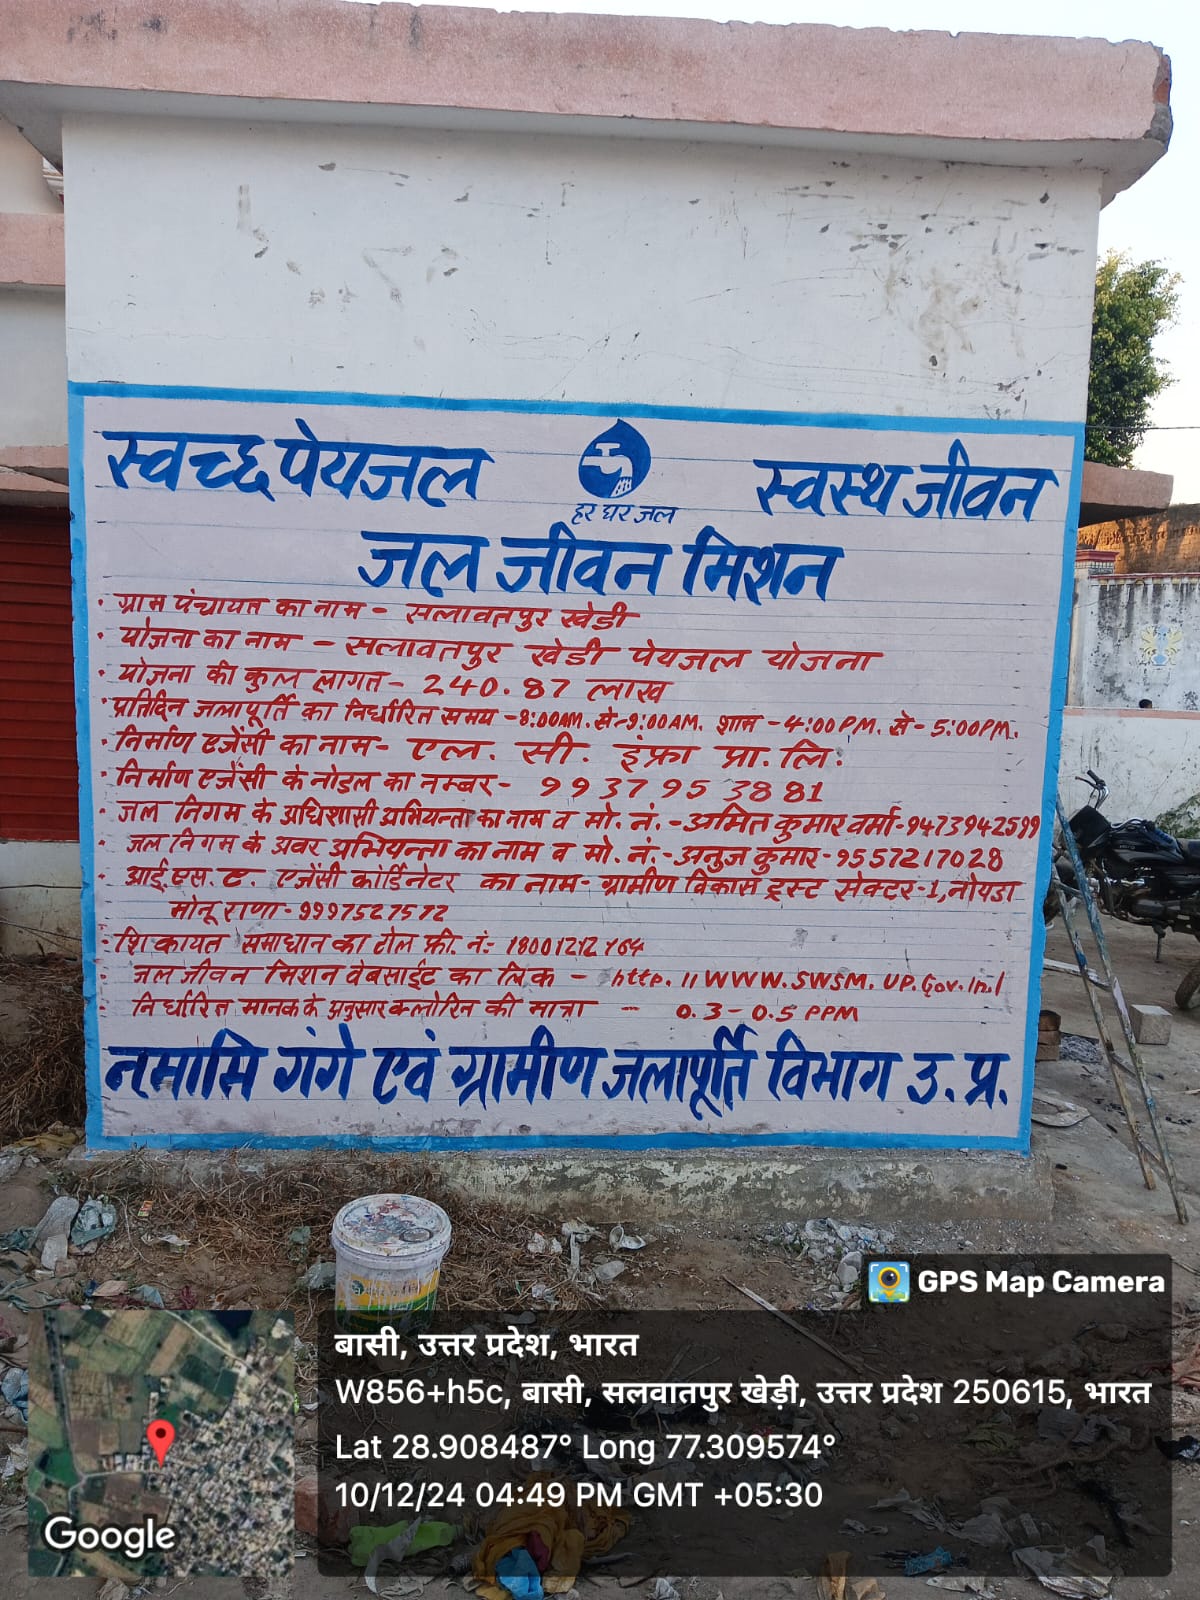 स्वच्छ पेयजल
हर घर जल
स्वस्थ जीवन
जल जीवन मिशन
• ग्राम पंचायत का नाम - सलावतपुर खेडी
• योजना का नाम - सलावतपुर खेडी पेयजल योजना
• योजना की कुल लागत - 240.87 लाख
• प्रतिदिन जलापूर्ति का निर्धारित समय - 8:00AM. से - 9:00AM. शाम - 4:00PM. से - 5:00PM.
• निर्माण एजेंसी का नाम - एल. सी. इंफ्रा प्रा. लि.
• निर्माण एजेंसी के नोडल का नम्बर - 9937953881
• जल निगम के अधिशासी अभियन्ता का नाम व मो. नं. - अमित कुमार वर्मा - 9473942599
• जल निगम के अवर अभियन्ता का नाम व मो. नं. - अनुज कुमार - 9557217028
• आई. एस. ए. एजेंसी कोर्डिनेटर का नाम - ग्रामीण विकास ट्रस्ट सेक्टर - 1, नोयडा
मोनू राणा - 9997527572
• शिकायत समाधान का टोल फ्री. नं: - 18001212164
• जल जीवन मिशन वेबसाईट का लिंक - http. 11 WWW.SWSM.UP.Gov.In/
• निर्धारित मानक के अनुसार क्लोरिन की मात्रा - 0.3 - 0.5 PPM
नमामि गंगे एवं ग्रामीण जलापूर्ति विभाग उ. प्र.
GPS Map Camera
बासी, उत्तर प्रदेश, भारत
W856+h5c, बासी, सलवातपुर खेड़ी, उत्तर प्रदेश 250615, भारत
Lat 28.908487° Long 77.309574°
10/12/24 04:49 PM GMT +05:30
Google